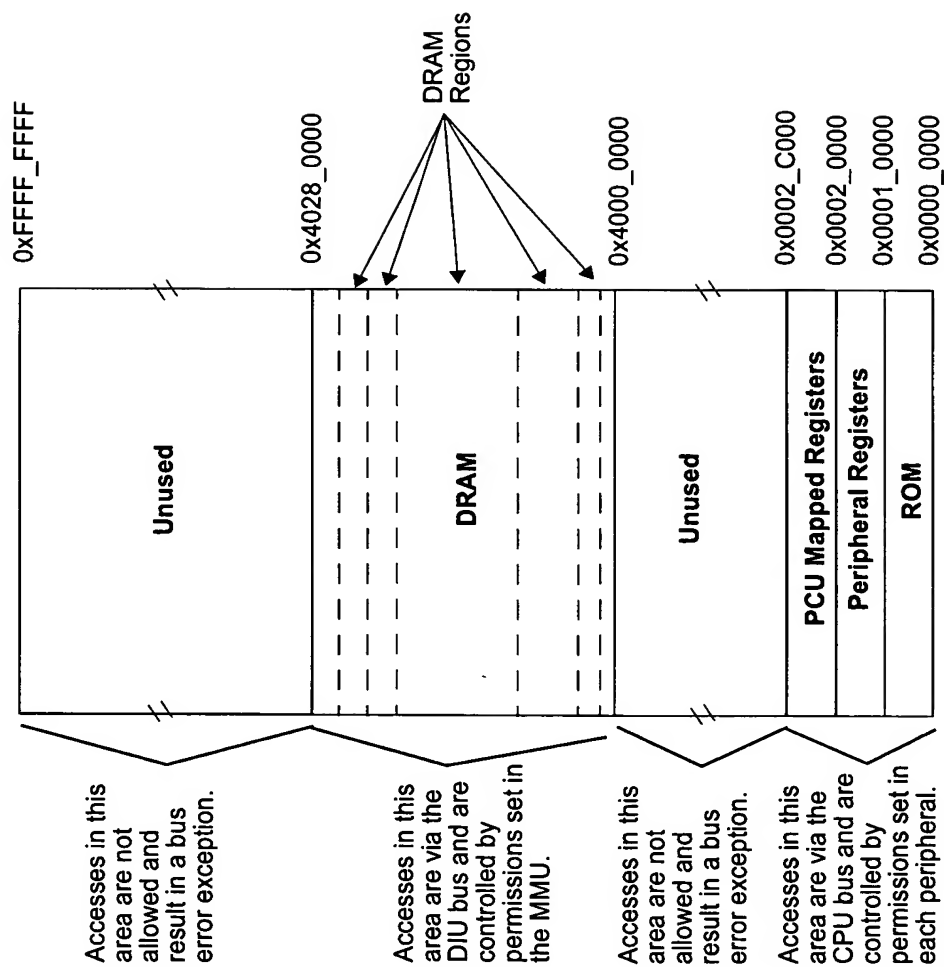 0xFFFF_FFFF
Accesses in this
area are not
allowed and
result in a bus
error exception.
Unused
0x4028_0000
Accesses in this
area are via the
DIU bus and are
controlled by
permissions set in
the MMU.
DRAM
DRAM
Regions
0x4000_0000
Accesses in this
area are not
allowed and
result in a bus
error exception.
Unused
0x0002_C000
Accesses in this
area are via the
CPU bus and are
controlled by
permissions set in
each peripheral.
PCU Mapped Registers
0x0002_0000
Peripheral Registers
0x0001_0000
ROM
0x0000_0000